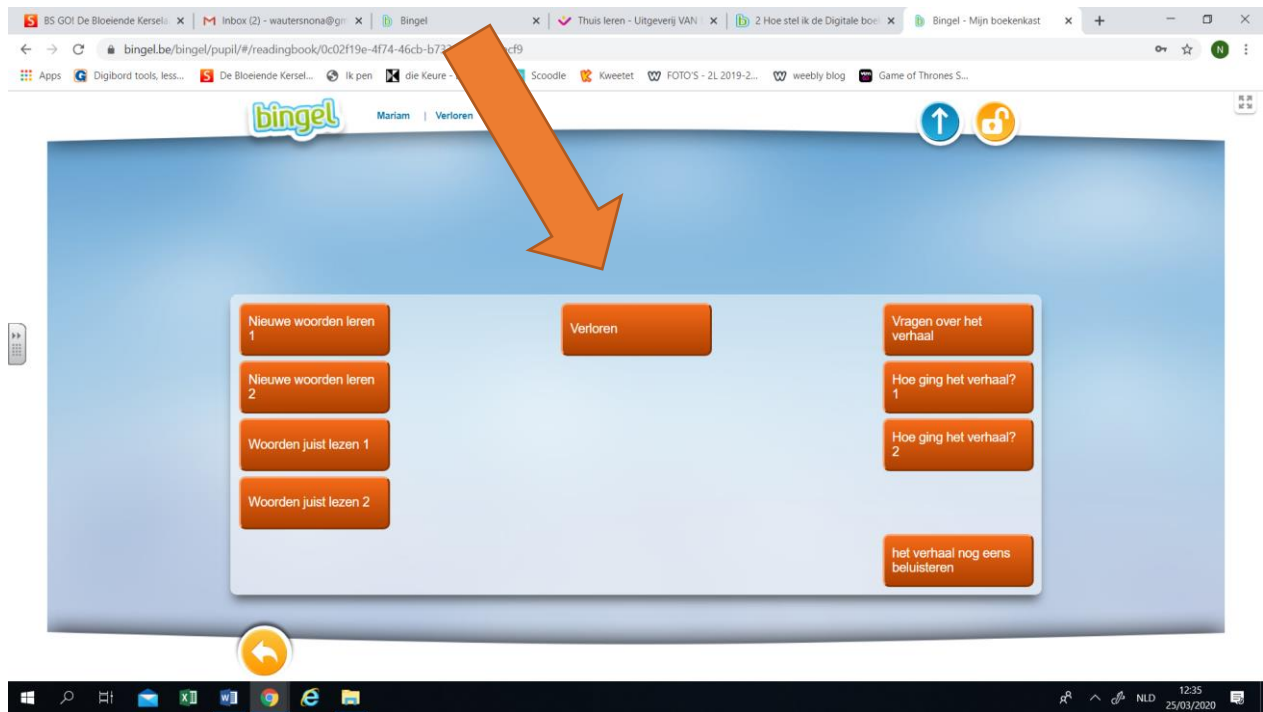 BS GO! De Bloeiende Kersela
Inbox (2) - wautersnona@gm
Bingel
Thuis leren - Uitgeverij VAN
2 Hoe stel ik de Digitale boe
Bingel - Mijn boekenkast
bingel.be/bingel/pupil/#/readingbook/0c02f19e-4f74-46cb-b73
cf9
N
Apps
Digibord tools, less...
De Bloeiende Kersel...
Ik pen
die Keure -
Scoodle
Kweetet
FOTO'S - 2L 2019-2...
weebly blog
Game of Thrones S...
bingel
Mariam | Verloren
Nieuwe woorden leren
1
Verloren
Vragen over het
verhaal
Nieuwe woorden leren
2
Hoe ging het verhaal?
1
Woorden juist lezen 1
Hoe ging het verhaal?
2
Woorden juist lezen 2
het verhaal nog eens
beluisteren
NLD
12:35
25/03/2020